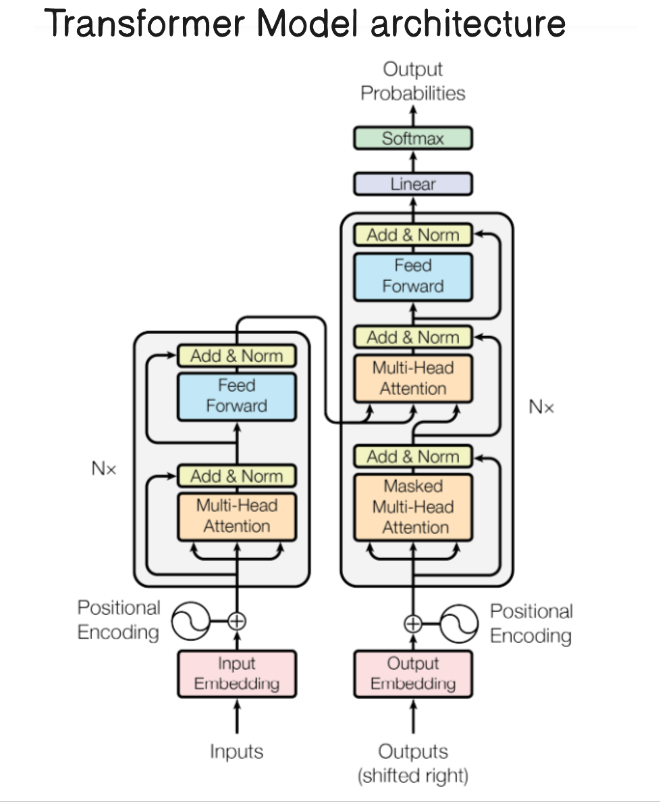 Transformer Model architecture
Output
Probabilities
Softmax
Linear
Add & Norm
Feed
Forward
Add & Norm
Multi-Head
Attention
Nx
Add & Norm
Masked
Multi-Head
Attention
Positional
Encoding
Output
Embedding
Outputs
(shifted right)
Add & Norm
Feed
Forward
Nx
Add & Norm
Multi-Head
Attention
Positional
Encoding
Input
Embedding
Inputs